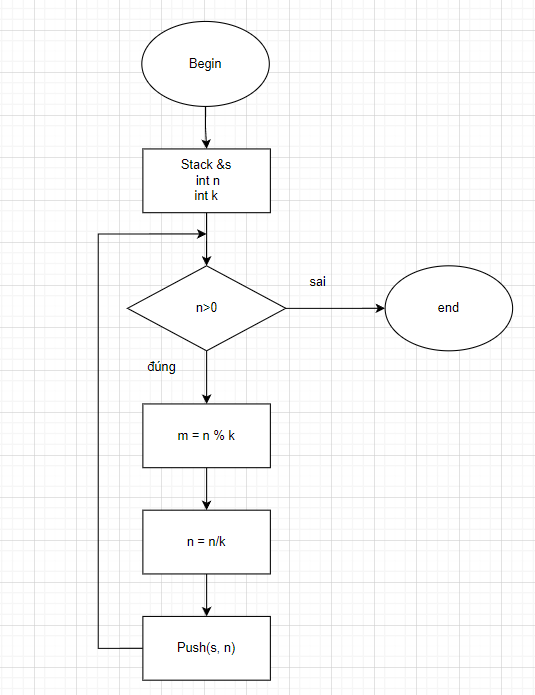 Begin
Stack &s
int n
int k
n>0
sai
end
đúng
m = n % k
n = n/k
Push(s, n)